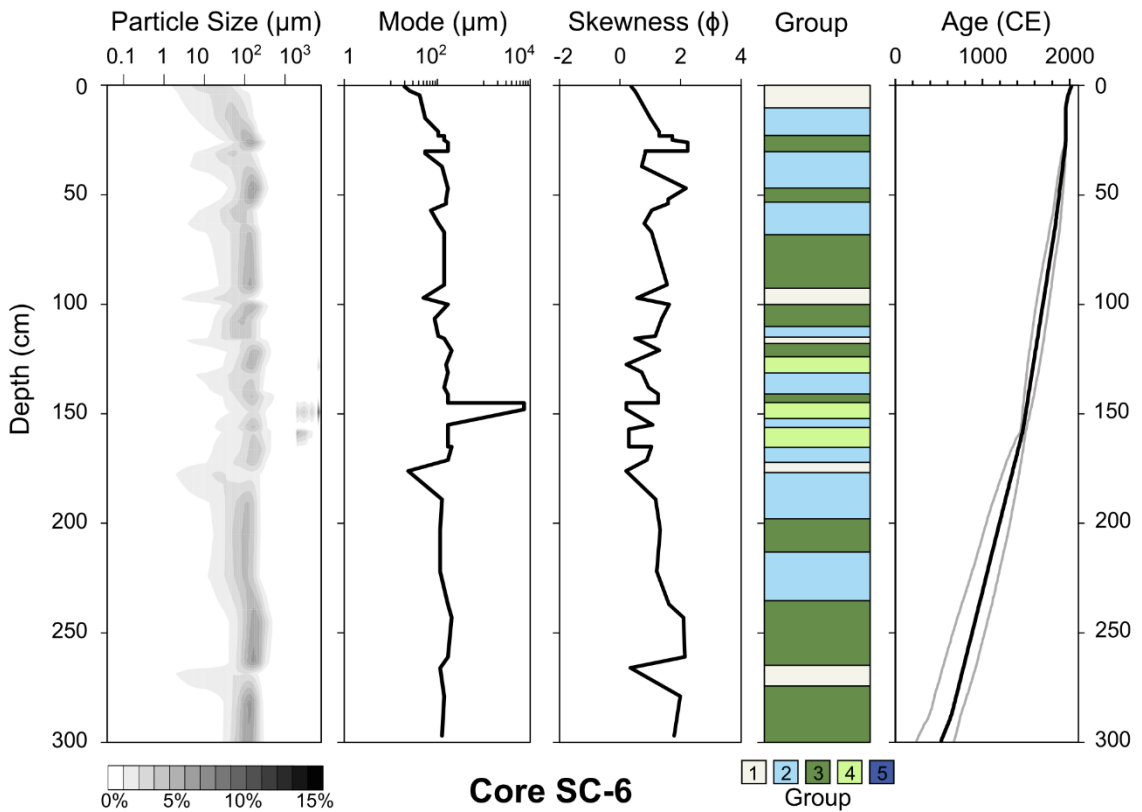 Particle Size (µm) Mode (µm) Skewness (ϕ) Group Age (CE)
0.1 1 10 10² 10³ 1 10² 10⁴ -2 0 2 4 0 1000 2000
0 0
50 50
100 100
Depth (cm)
150 150
200 200
250 250
300 300
0% 5% 10% 15%
Core SC-6
1 2 3 4 5
Group